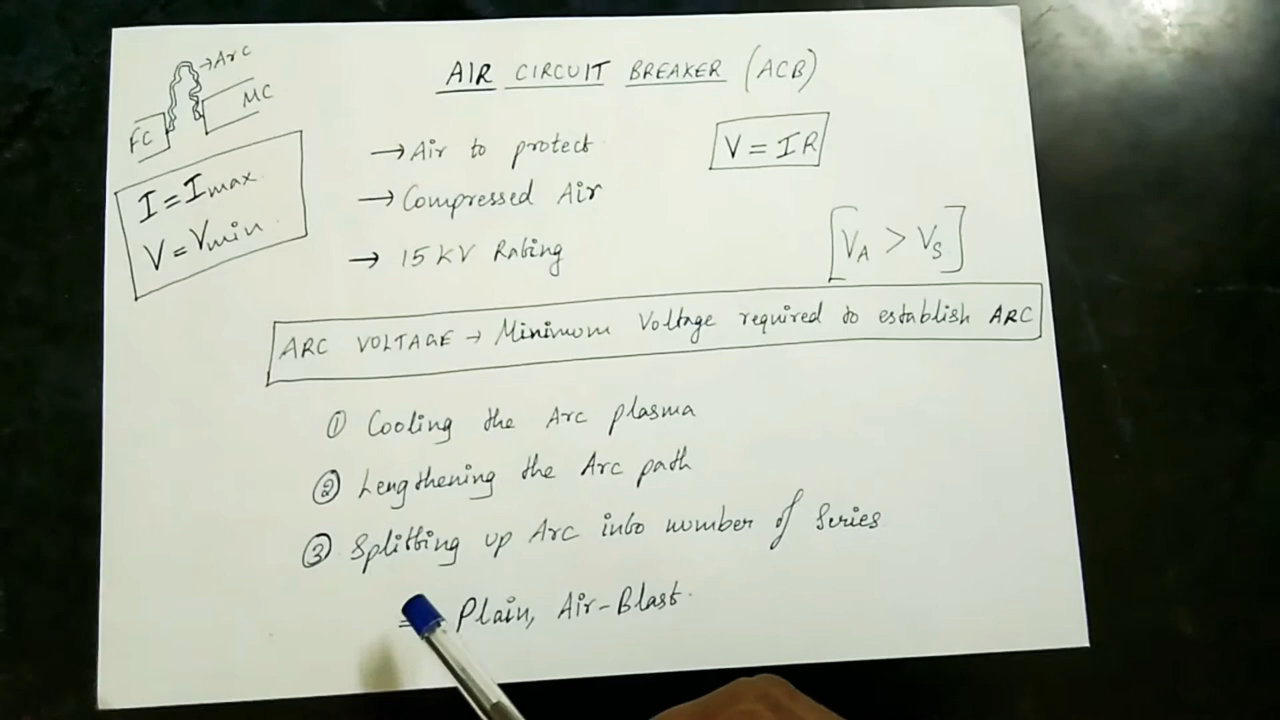 Arc
FC
MC
I = Imax
V = Vmin
AIR CIRCUIT BREAKER (ACB)
→ Air to protect
→ Compressed Air
→ 15 kV Rating
V = IR
[VA > VS]
ARC VOLTAGE → Minimum Voltage required to establish ARC
① Cooling the Arc plasma
② Lengthening the Arc path
③ Splitting up Arc into number of Series
Plain, Air-Blast.